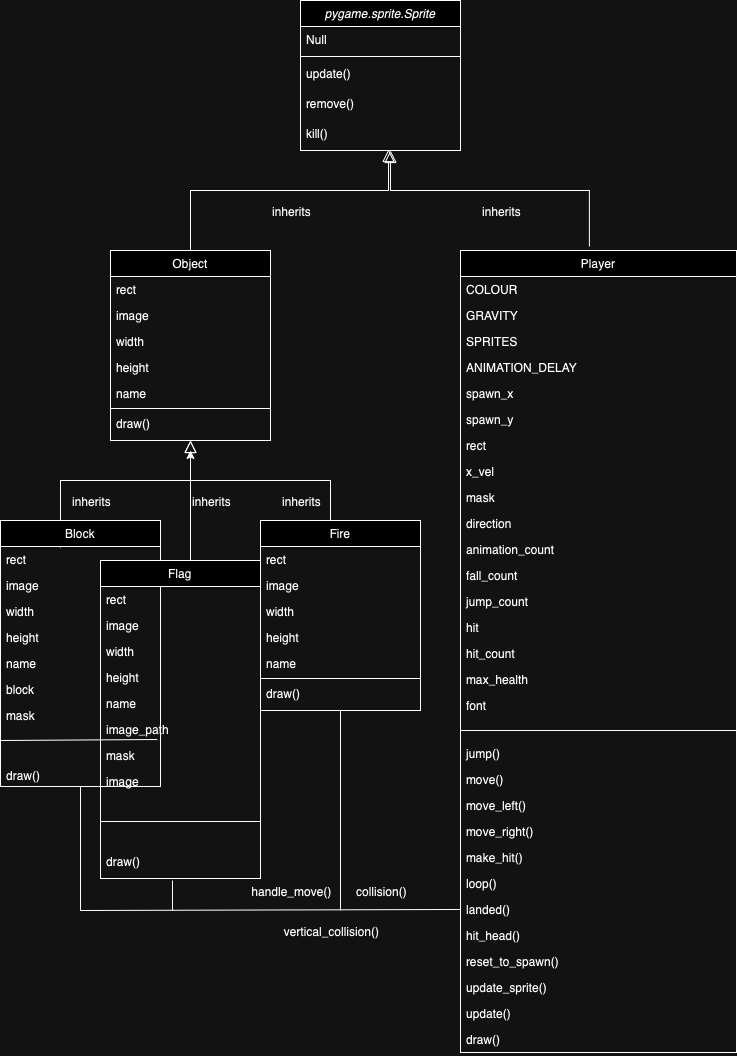 pygame.sprite.Sprite
Null
update()
remove()
kill()
inherits
inherits
Object
rect
image
width
height
name
draw()
Player
COLOUR
GRAVITY
SPRITES
ANIMATION_DELAY
spawn_x
spawn_y
rect
x_vel
mask
direction
animation_count
fall_count
jump_count
hit
hit_count
max_health
font
jump()
move()
move_left()
move_right()
make_hit()
loop()
landed()
hit_head()
reset_to_spawn()
update_sprite()
update()
draw()
inherits
inherits
inherits
Block
rect
image
width
height
name
block
mask
draw()
Flag
rect
image
width
height
name
image_path
mask
image
draw()
Fire
rect
image
width
height
name
draw()
handle_move()
collision()
vertical_collision()